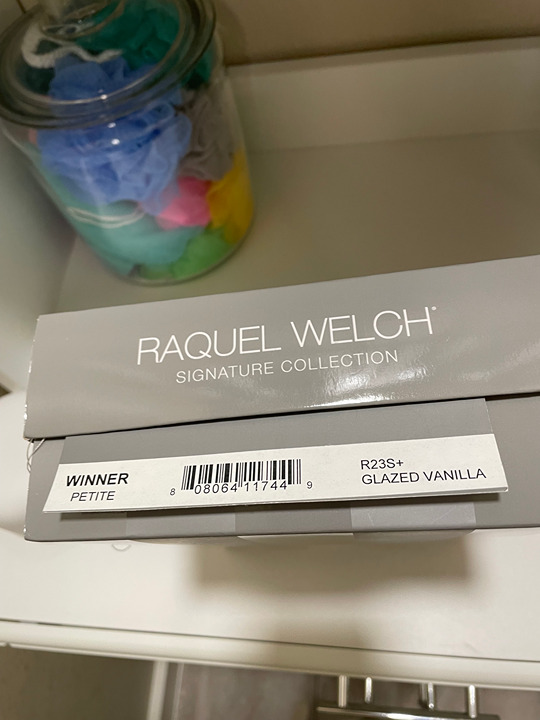 RAQUEL WELCH®
SIGNATURE COLLECTION
WINNER
PETITE
8 08064 11744 9
R23S+
GLAZED VANILLA